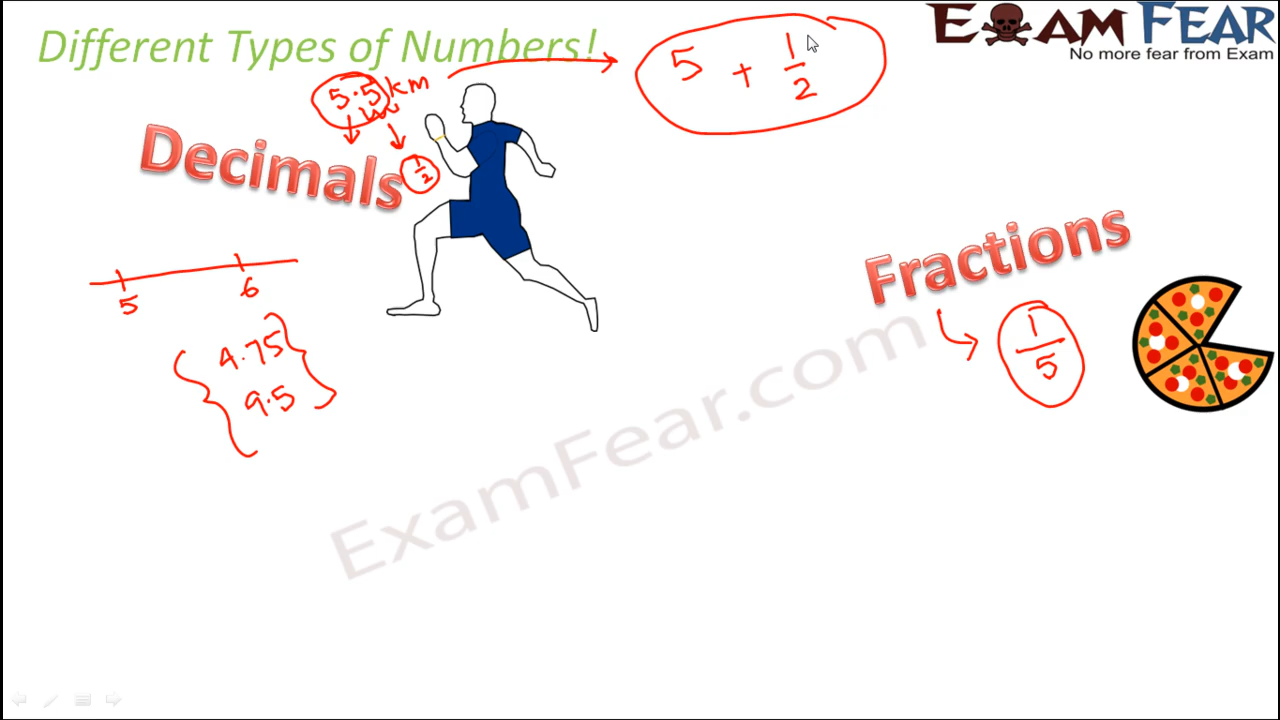 Different Types of Numbers!
EXAM FEAR
No more fear from Exam
5.5 km
5 + 1/2
1/2
Decimals
Fractions
5 6
4.75
9.5
1/5
ExamFear.com